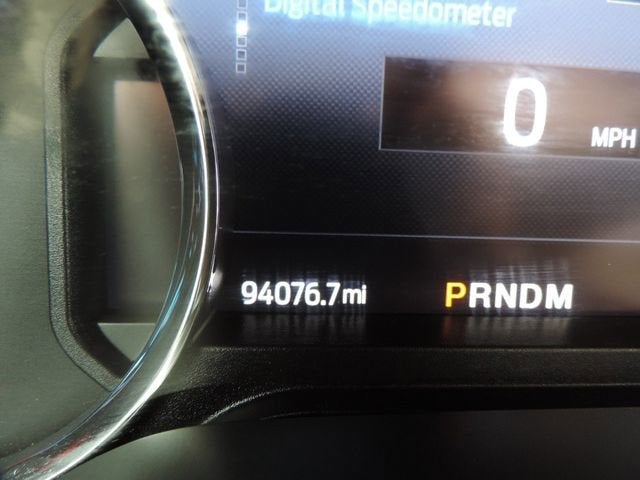 Digital Speedometer
0
MPH
94076.7mi
PRNDM